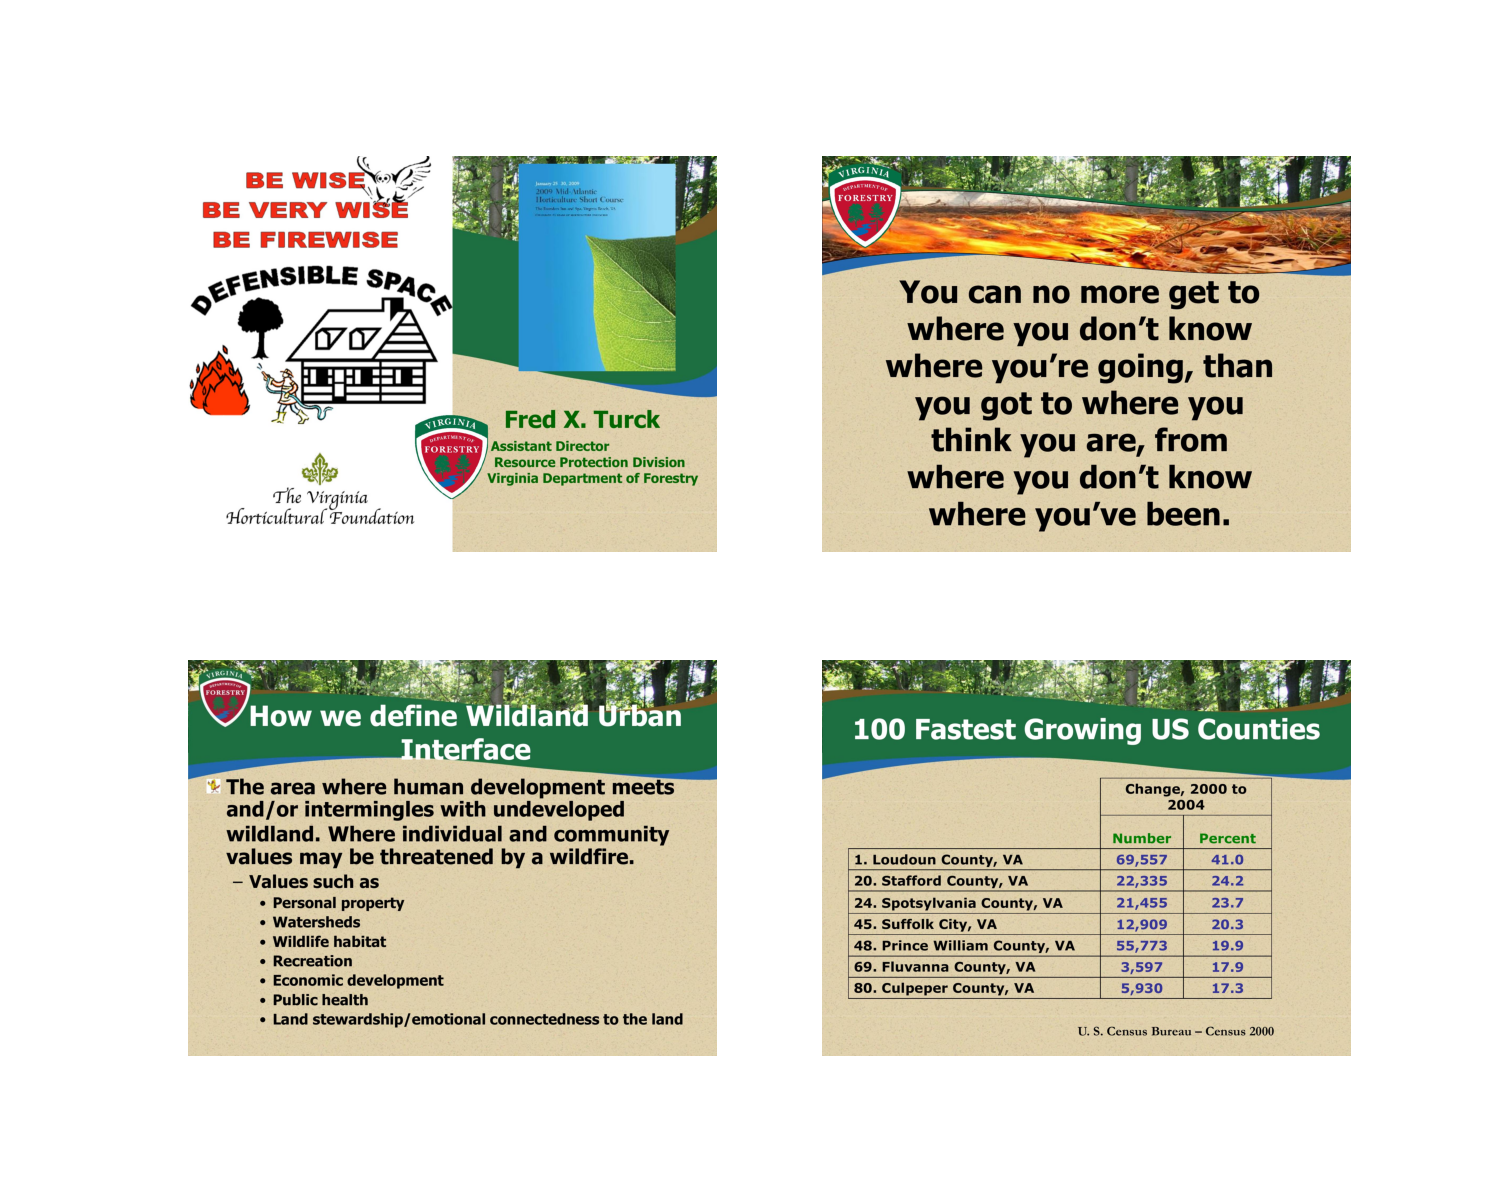 BE WISE
BE VERY WISE
BE FIREWISE
DEFENSIBLE SPACE
The Virginia
Horticultural Foundation
January 25-30, 2009
2009 Mid-Atlantic
Horticulture Short Course
VIRGINIA
DEPARTMENT OF
FORESTRY
Fred X. Turck
Assistant Director
Resource Protection Division
Virginia Department of Forestry
VIRGINIA
DEPARTMENT OF
FORESTRY
You can no more get to
where you don’t know
where you’re going, than
you got to where you
think you are, from
where you don’t know
where you’ve been.
VIRGINIA
DEPARTMENT OF
FORESTRY
How we define Wildland Urban
Interface
The area where human development meets
and/or intermingles with undeveloped
wildland. Where individual and community
values may be threatened by a wildfire.
– Values such as
• Personal property
• Watersheds
• Wildlife habitat
• Recreation
• Economic development
• Public health
• Land stewardship/emotional connectedness to the land
100 Fastest Growing US Counties
Change, 2000 to
2004
Number Percent
1. Loudoun County, VA 69,557 41.0
20. Stafford County, VA 22,335 24.2
24. Spotsylvania County, VA 21,455 23.7
45. Suffolk City, VA 12,909 20.3
48. Prince William County, VA 55,773 19.9
69. Fluvanna County, VA 3,597 17.9
80. Culpeper County, VA 5,930 17.3
U. S. Census Bureau – Census 2000